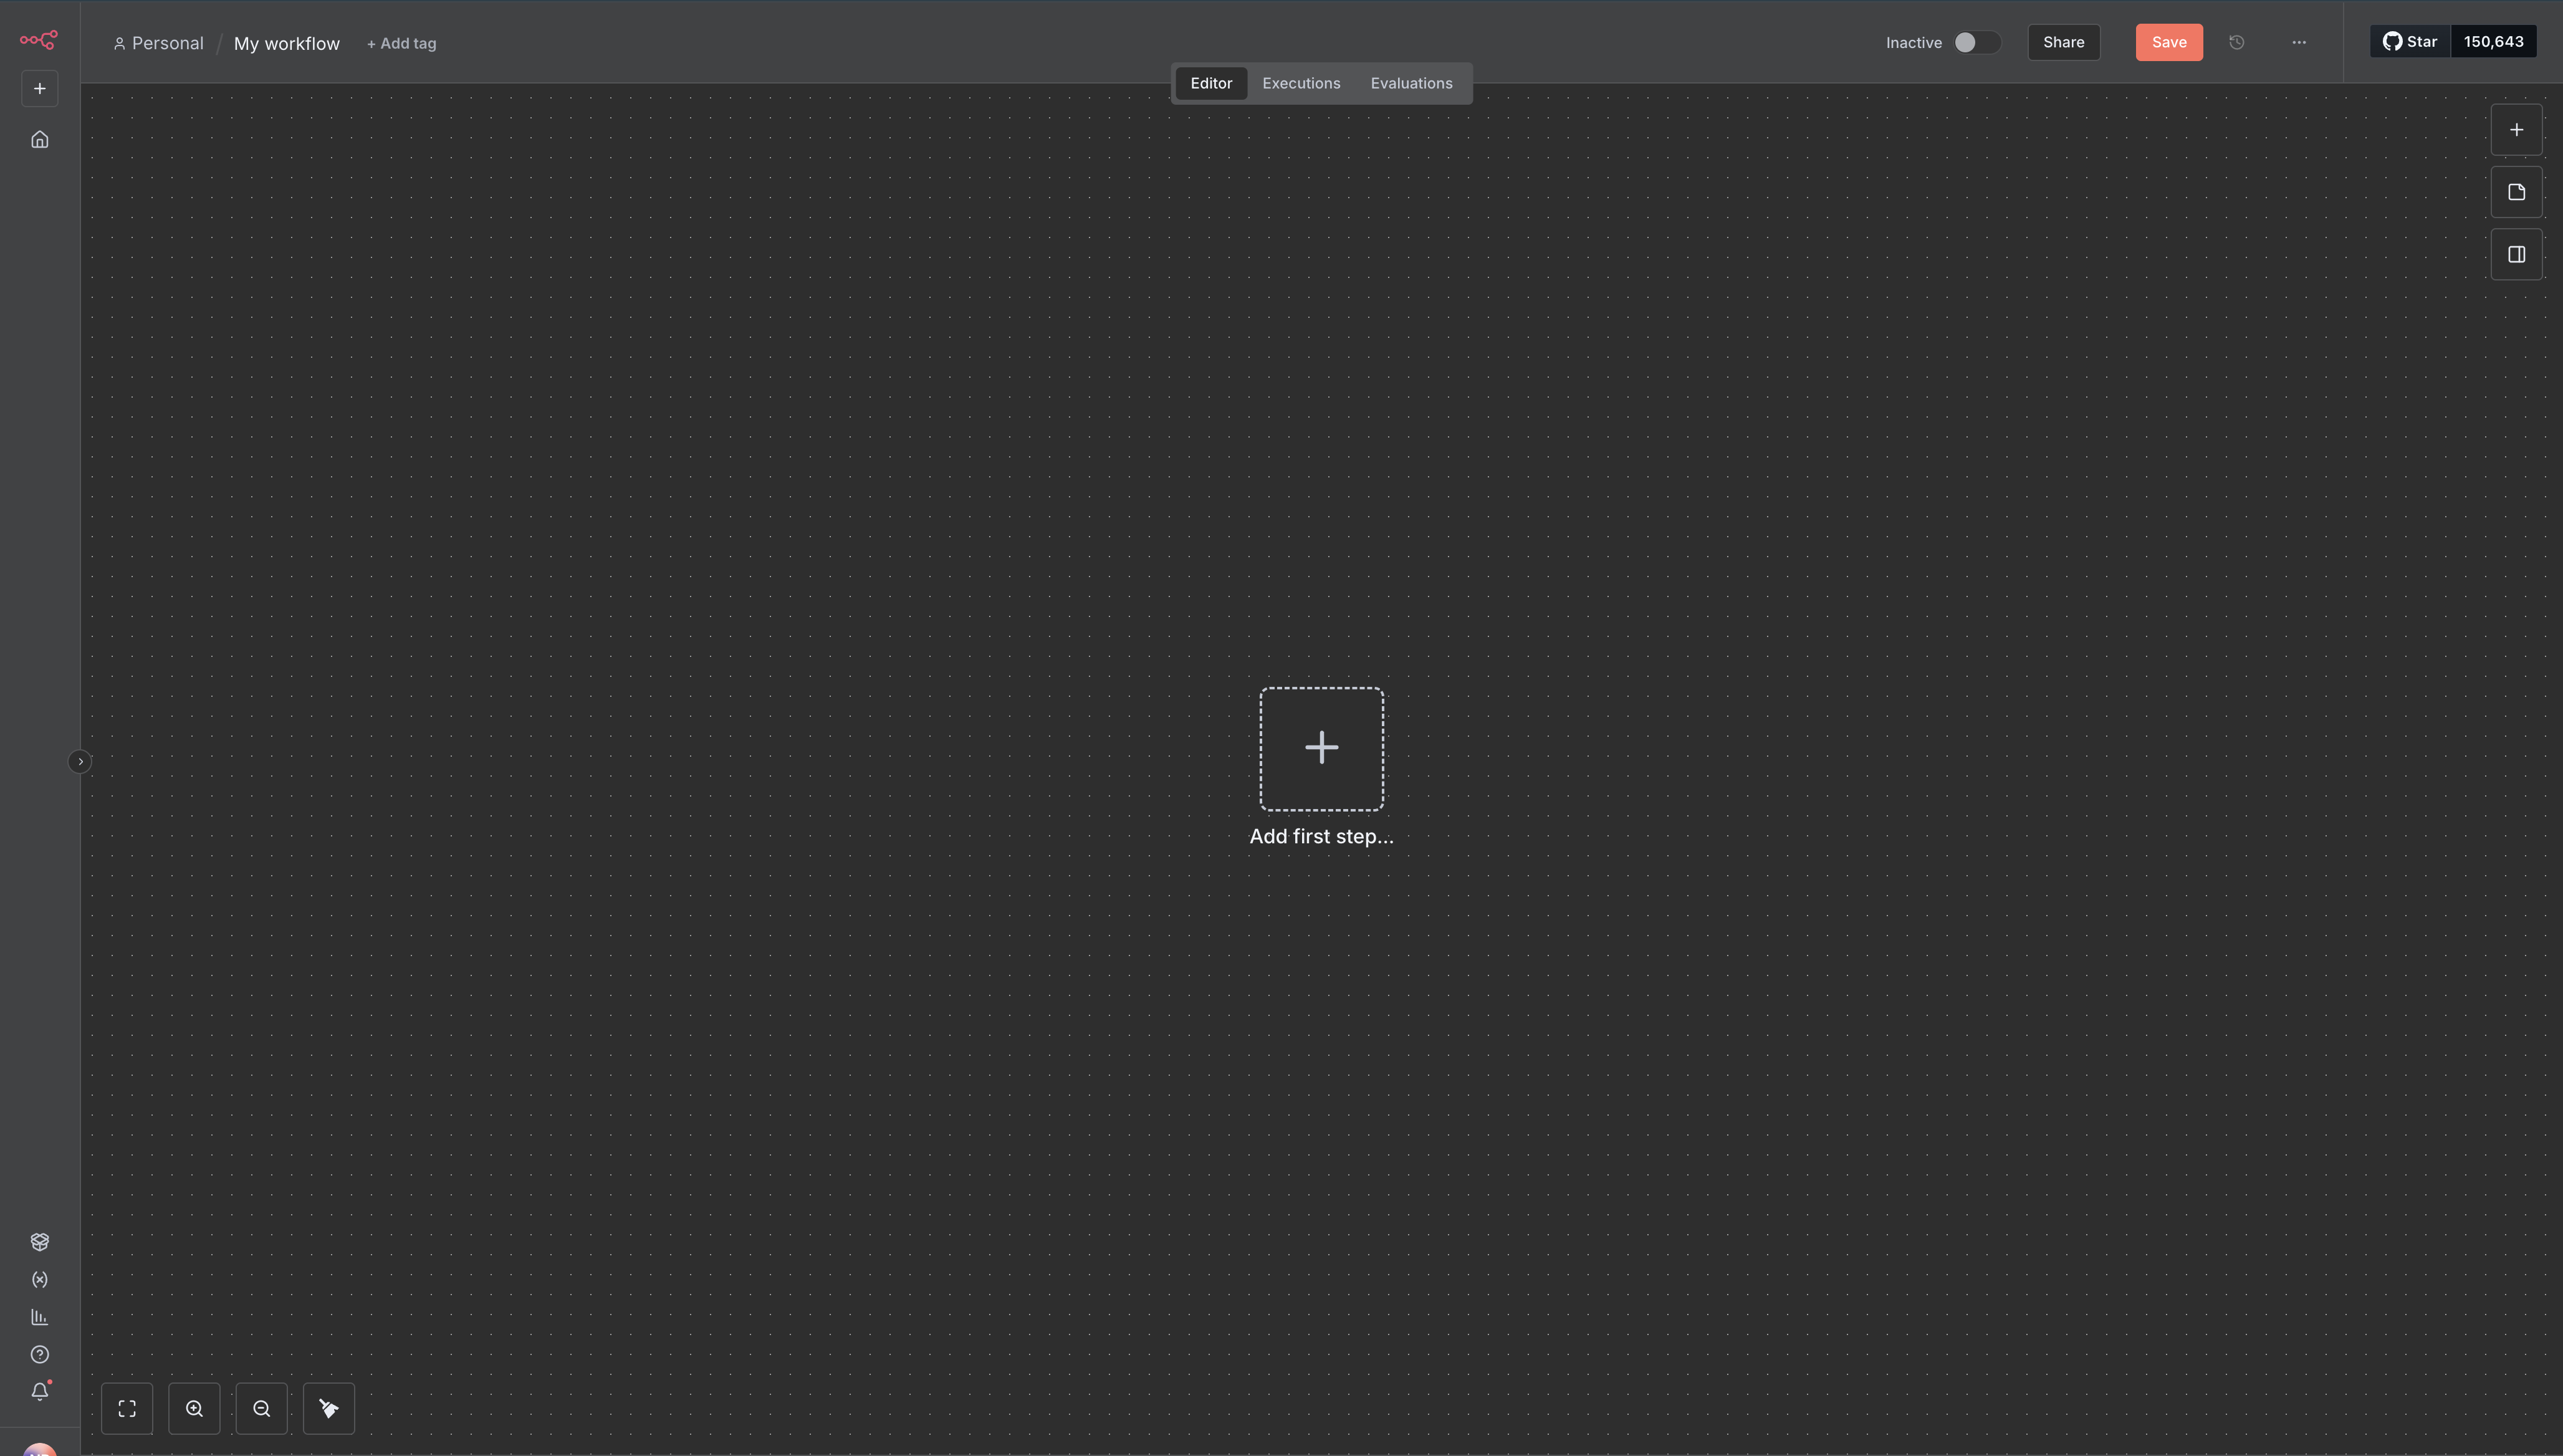 Personal / My workflow + Add tag
Inactive
Share
Save
Star 150,643
Editor Executions Evaluations
Add first step...